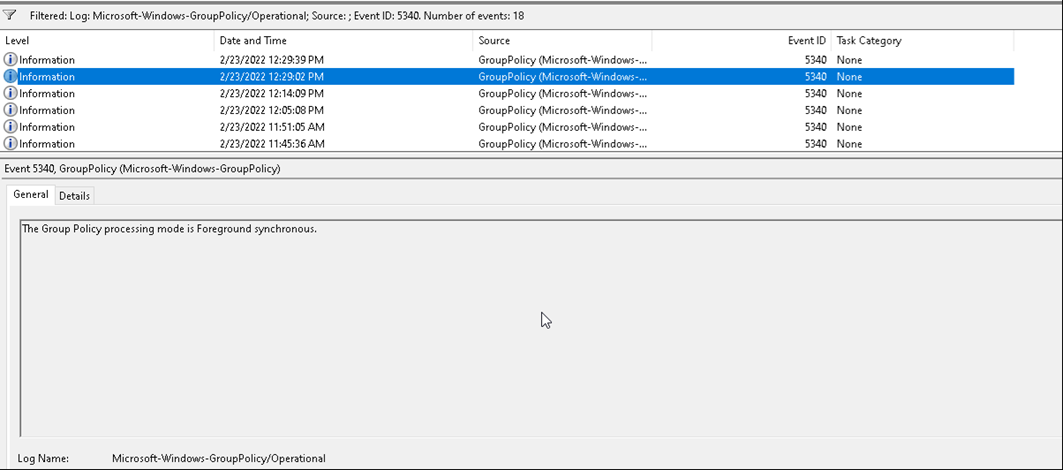 Filtered: Log: Microsoft-Windows-GroupPolicy/Operational; Source: ; Event ID: 5340. Number of events: 18
Level Date and Time Source Event ID Task Category
Information 2/23/2022 12:29:39 PM GroupPolicy (Microsoft-Windows-... 5340 None
Information 2/23/2022 12:29:02 PM GroupPolicy (Microsoft-Windows-... 5340 None
Information 2/23/2022 12:14:09 PM GroupPolicy (Microsoft-Windows-... 5340 None
Information 2/23/2022 12:05:08 PM GroupPolicy (Microsoft-Windows-... 5340 None
Information 2/23/2022 11:51:05 AM GroupPolicy (Microsoft-Windows-... 5340 None
Information 2/23/2022 11:45:36 AM GroupPolicy (Microsoft-Windows-... 5340 None
Event 5340, GroupPolicy (Microsoft-Windows-GroupPolicy)
General Details
The Group Policy processing mode is Foreground synchronous.
Log Name: Microsoft-Windows-GroupPolicy/Operational